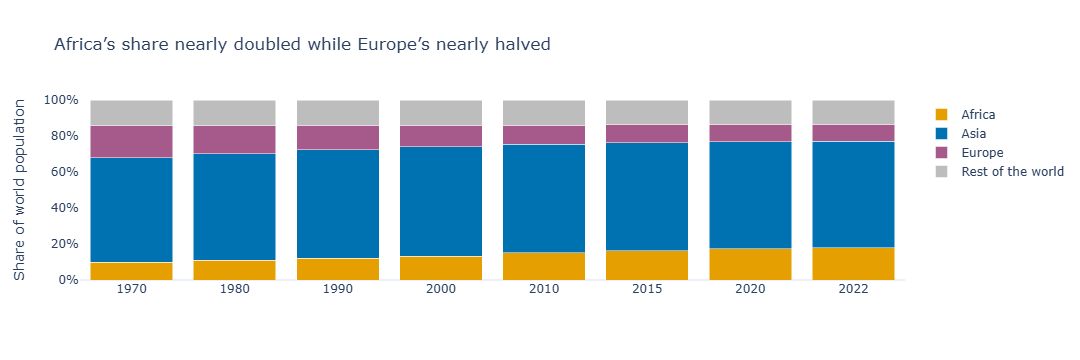 Africa’s share nearly doubled while Europe’s nearly halved
Share of world population
100%
80%
60%
40%
20%
0%
1970 1980 1990 2000 2010 2015 2020 2022
Africa
Asia
Europe
Rest of the world